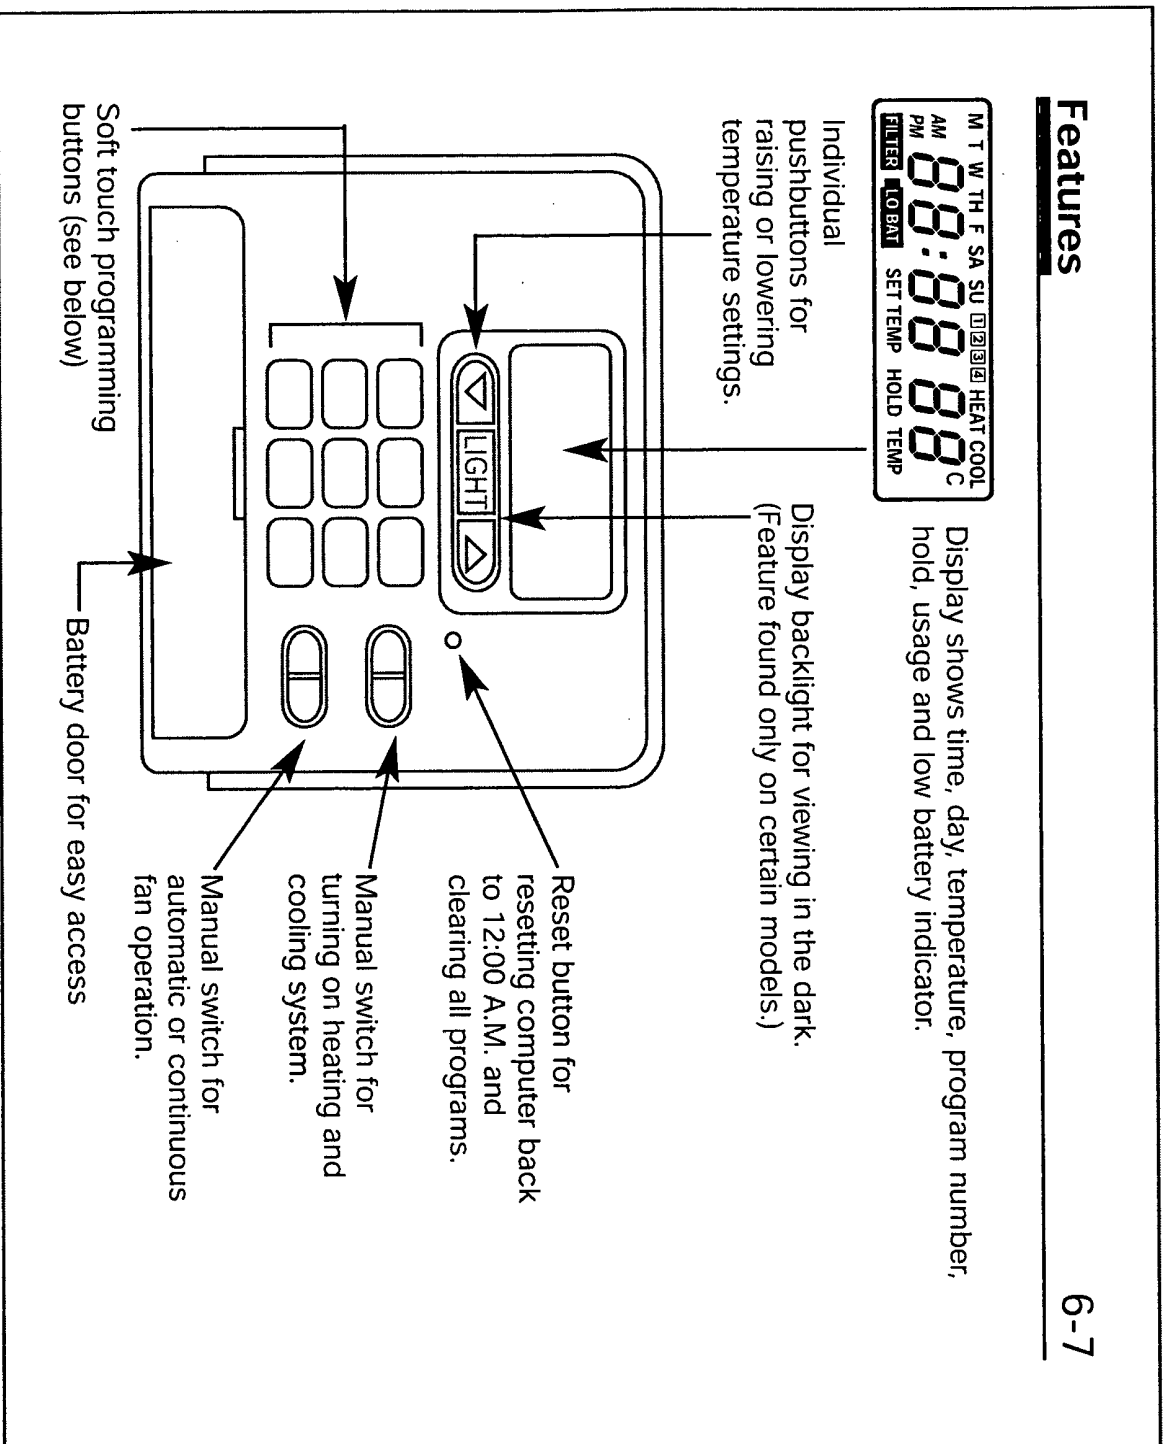 Features
6-7
M T W TH F SA SU 1 2 3 4 HEAT COOL
AM
PM
88:88 88 C
FILTER LO BAT SET TEMP HOLD TEMP
Display shows time, day, temperature, program number,
hold, usage and low battery indicator.
Individual
pushbuttons for
raising or lowering
temperature settings.
Display backlight for viewing in the dark.
(Feature found only on certain models.)
LIGHT
Reset button for
resetting computer back
to 12:00 A.M. and
clearing all programs.
Manual switch for
turning on heating and
cooling system.
Manual switch for
automatic or continuous
fan operation.
Soft touch programming
buttons (see below)
Battery door for easy access